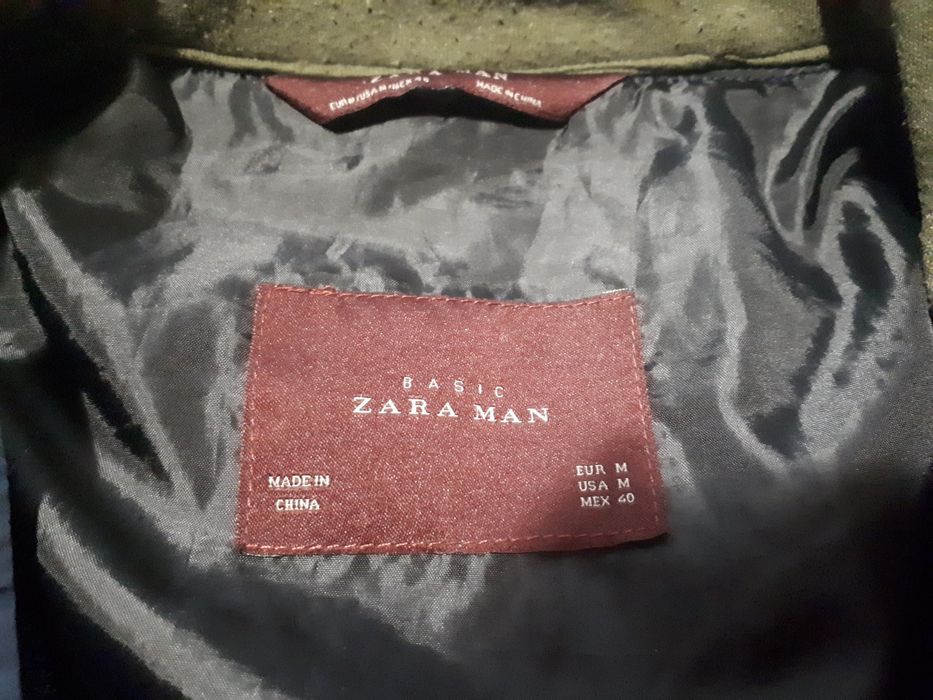 ZARA MAN
MADE IN CHINA
BASIC
ZARA MAN
MADE IN
CHINA
EUR M
USA M
MEX 40